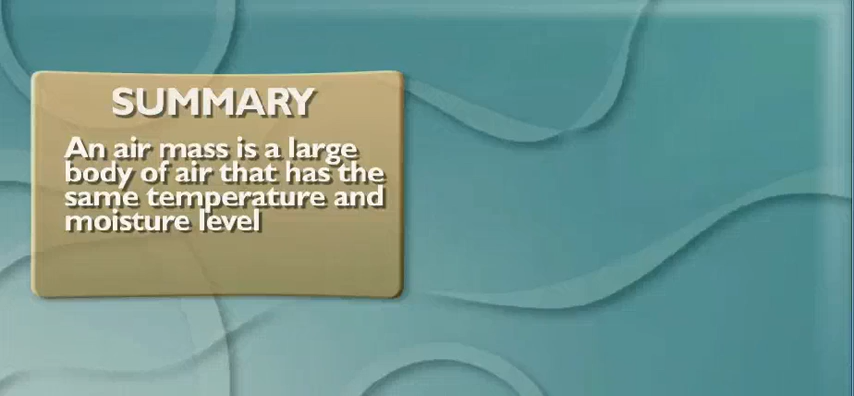 SUMMARY
An air mass is a large
body of air that has the
same temperature and
moisture level